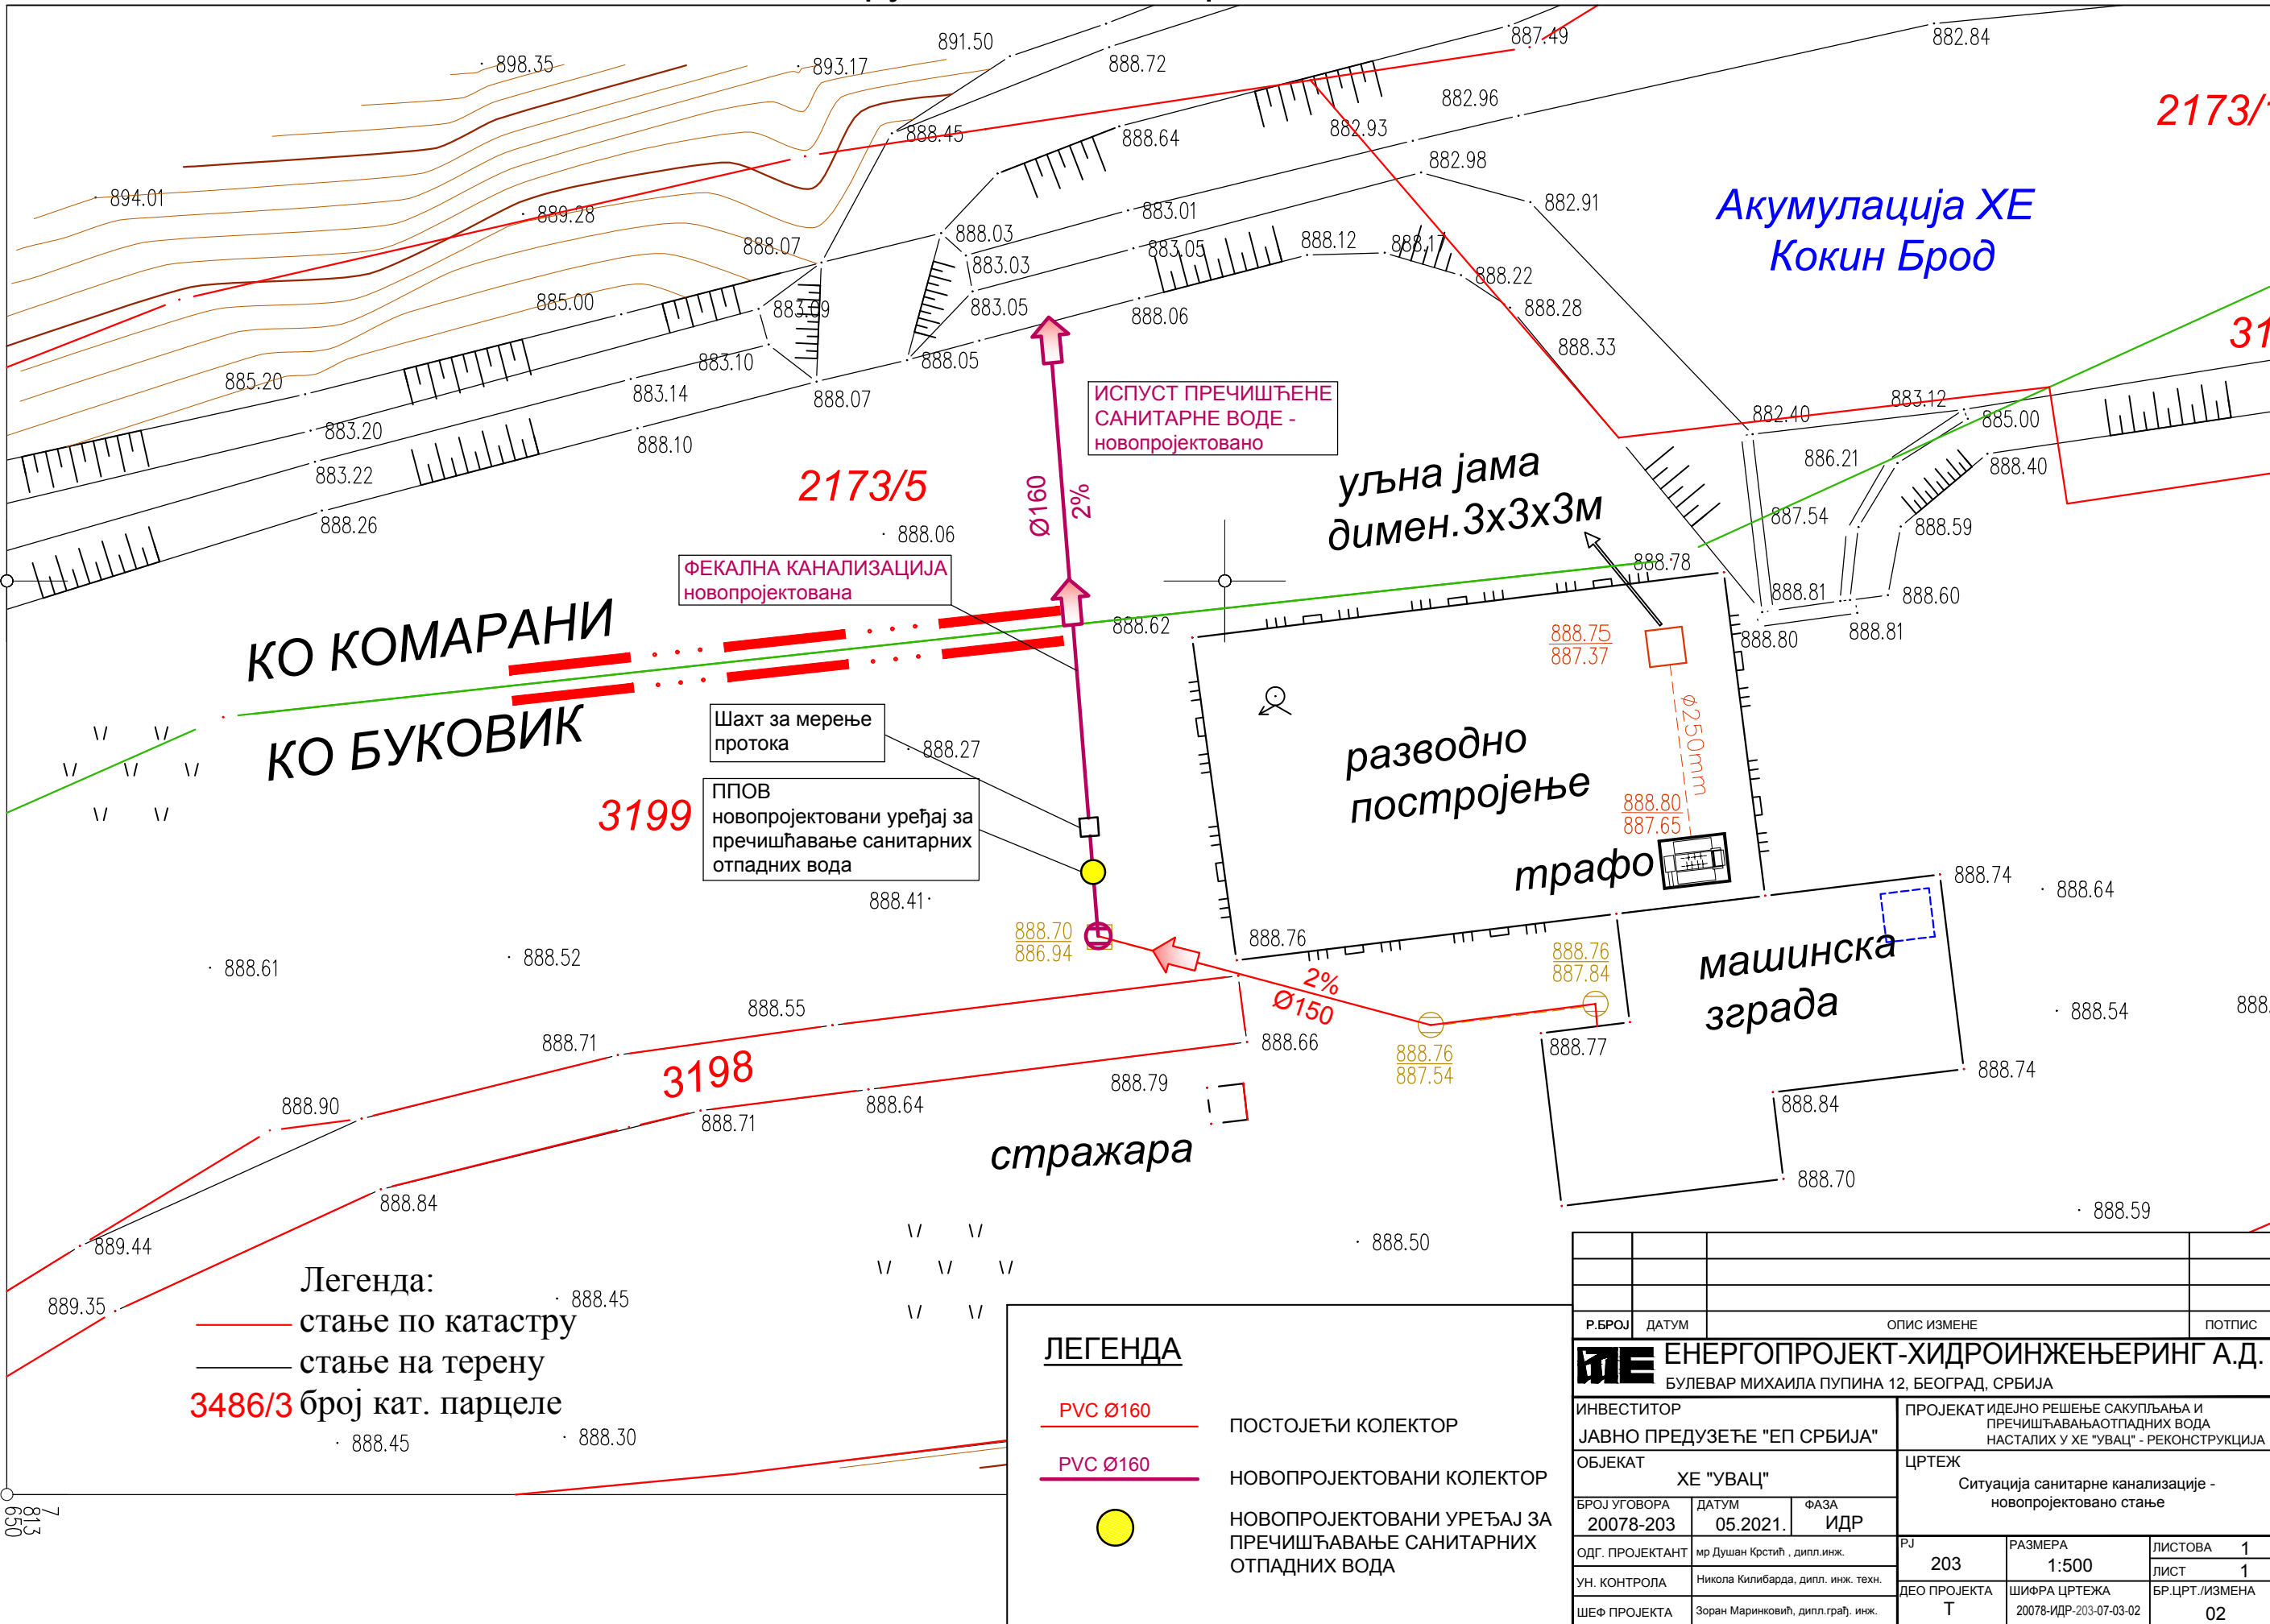 891.50
887.49
882.84
898.35
893.17
888.72
882.96
2173/
888.45
888.64
882.93
882.98
894.01
889.28
883.01
882.91
Акумулација ХЕ
Кокин Брод
888.07
888.03
883.05
888.12
888.17
883.03
888.22
885.00
883.09
883.05
888.06
888.28
31
883.10
888.05
888.33
885.20
883.14
888.07
ИСПУСТ ПРЕЧИШЋЕНЕ
САНИТАРНЕ ВОДЕ -
новопројектовано
883.12
882.40
885.00
883.20
888.10
886.21
888.40
883.22
2173/5
Ø160
2%
уљна јама
димен.3х3х3м
888.26
888.06
887.54
888.59
ФЕКАЛНА КАНАЛИЗАЦИЈА
новопројектована
888.78
888.81
888.60
КО КОМАРАНИ
888.62
888.75
887.37
888.80
888.81
КО БУКОВИК
Шахт за мерење
протока
888.27
ø250mm
разводно
постројење
3199
ППОВ
новопројектовани уређај за
пречишћавање санитарних
отпадних вода
888.80
887.65
трафо
888.41
888.74
888.64
888.70
886.94
888.76
888.76
887.84
машинска
зграда
888.61
888.52
2%
Ø150
888.55
888.54
888.
888.71
888.66
888.76
887.54
888.77
3198
888.79
888.74
888.90
888.64
888.84
888.71
стражара
888.70
888.84
888.59
889.44
888.50
Легенда:
889.35
888.45
стање по катастру
стање на терену
3486/3 број кат. парцеле
888.45
888.30
7
813
650
ЛЕГЕНДА
PVC Ø160
ПОСТОЈЕЋИ КОЛЕКТОР
PVC Ø160
НОВОПРОЈЕКТОВАНИ КОЛЕКТОР
НОВОПРОЈЕКТОВАНИ УРЕЂАЈ ЗА
ПРЕЧИШЋАВАЊЕ САНИТАРНИХ
ОТПАДНИХ ВОДА
Р.БРОЈ ДАТУМ ОПИС ИЗМЕНЕ ПОТПИС
ЕНЕРГОПРОЈЕКТ-ХИДРОИНЖЕЊЕРИНГ А.Д.
БУЛЕВАР МИХАИЛА ПУПИНА 12, БЕОГРАД, СРБИЈА
ИНВЕСТИТОР
ЈАВНО ПРЕДУЗЕЋЕ "ЕП СРБИЈА"
ПРОЈЕКАТ ИДЕЈНО РЕШЕЊЕ САКУПЉАЊА И
ПРЕЧИШЋАВАЊАОТПАДНИХ ВОДА
НАСТАЛИХ У ХЕ "УВАЦ" - РЕКОНСТРУКЦИЈА
ОБЈЕКАТ
ХЕ "УВАЦ"
ЦРТЕЖ
Ситуација санитарне канализације -
новопројектовано стање
БРОЈ УГОВОРА ДАТУМ ФАЗА
20078-203 05.2021. ИДР
ОДГ. ПРОЈЕКТАНТ мр Душан Крстић , дипл.инж.
УН. КОНТРОЛА Никола Килибарда, дипл. инж. техн.
ШЕФ ПРОЈЕКТА Зоран Маринковић, дипл.грађ. инж.
РЈ РАЗМЕРА ЛИСТОВА 1
203 1:500 ЛИСТ 1
ДЕО ПРОЈЕКТА ШИФРА ЦРТЕЖА БР.ЦРТ./ИЗМЕНА
Т 20078-ИДР-203-07-03-02 02